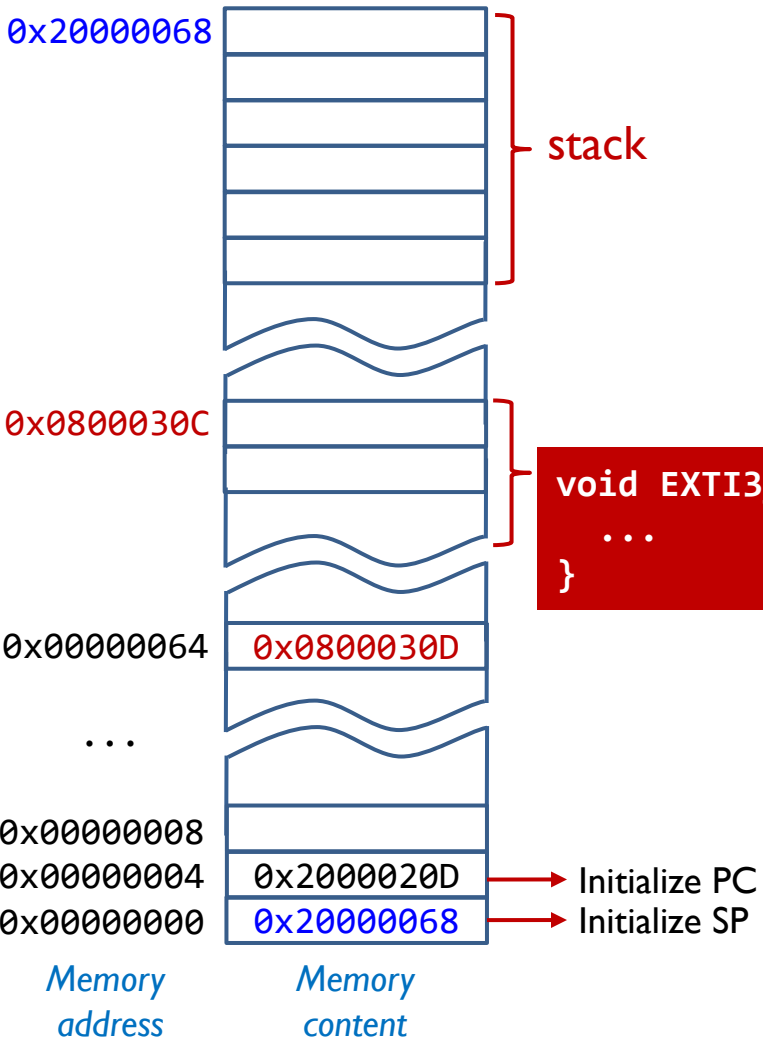 0x20000068
stack
0x0800030C
void EXTI3
...
}
0x00000064 0x0800030D
...
0x00000008
0x00000004 0x2000020D Initialize PC
0x00000000 0x20000068 Initialize SP
Memory address
Memory content